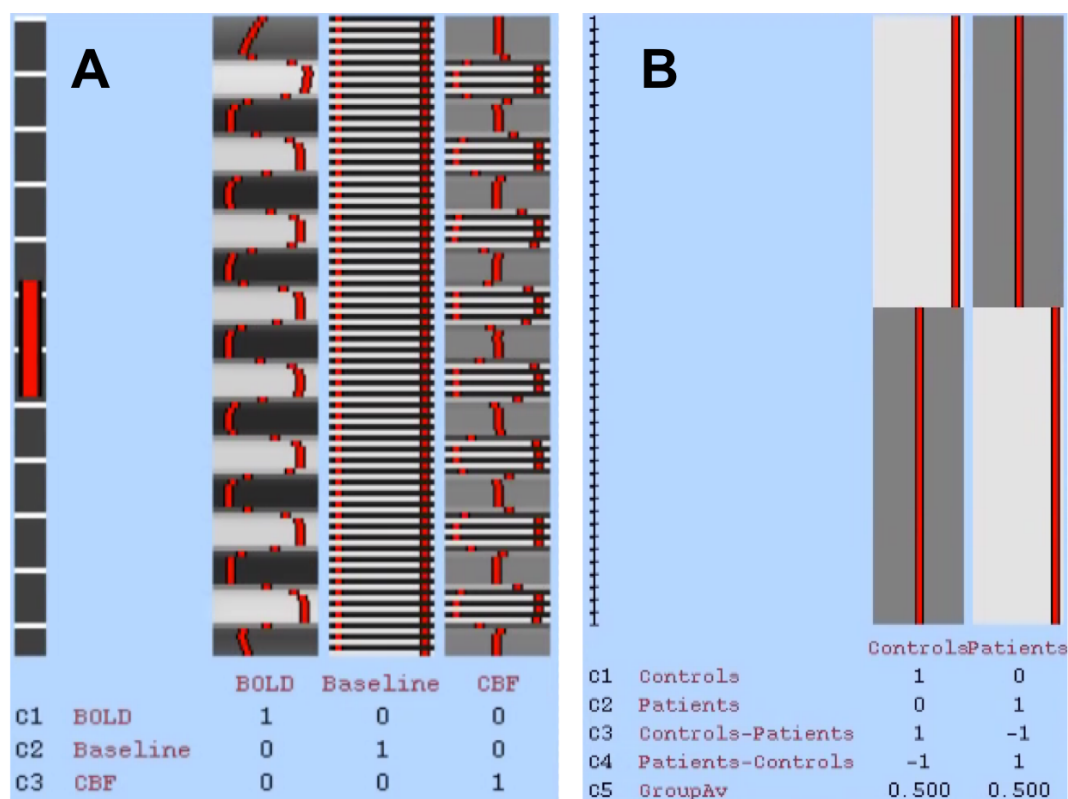 A
BOLD Baseline CBF
C1 BOLD 1 0 0
C2 Baseline 0 1 0
C3 CBF 0 0 1
B
1
1
ControlsPatients
C1 Controls 1 0
C2 Patients 0 1
C3 Controls-Patients 1 -1
C4 Patients-Controls -1 1
C5 GroupAv 0.500 0.500